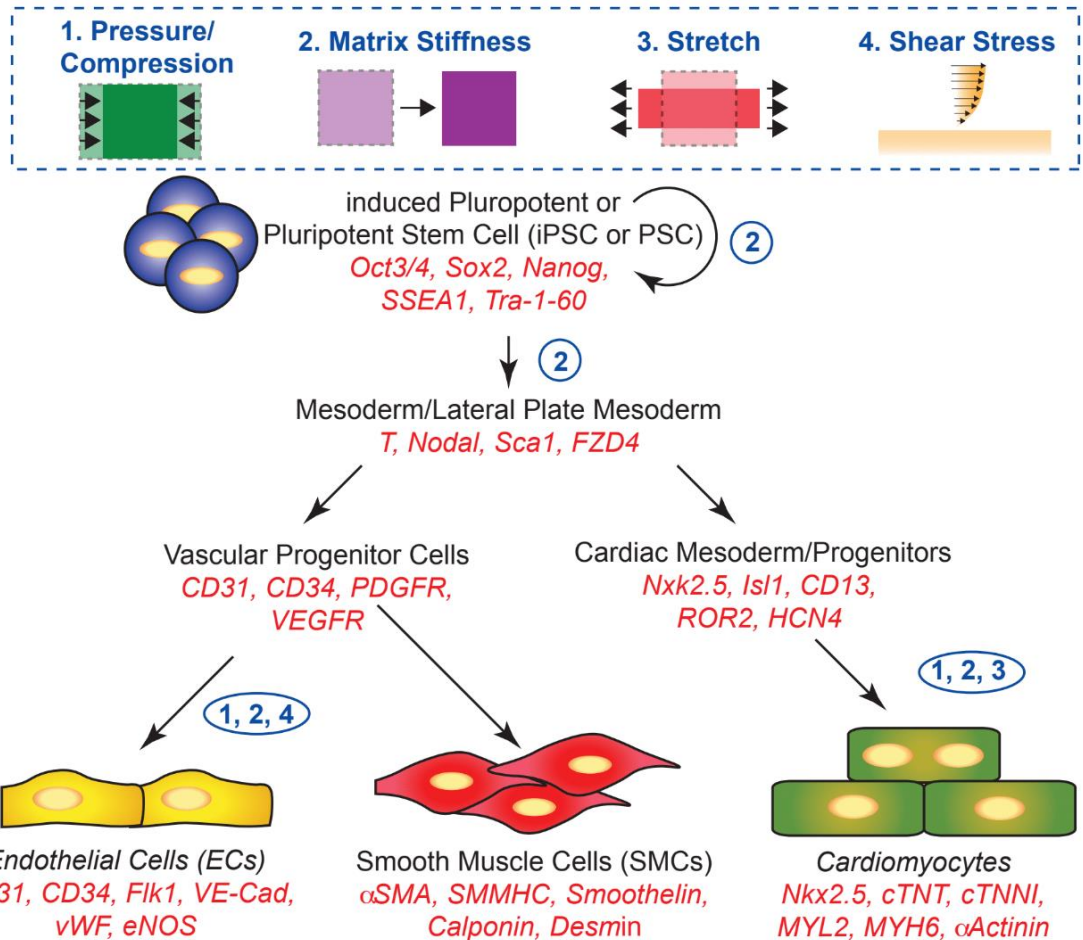 1. Pressure/
Compression
2. Matrix Stiffness
3. Stretch
4. Shear Stress
induced Pluropotent or
Pluripotent Stem Cell (iPSC or PSC)
Oct3/4, Sox2, Nanog,
SSEA1, Tra-1-60
2
2
Mesoderm/Lateral Plate Mesoderm
T, Nodal, Sca1, FZD4
Vascular Progenitor Cells
CD31, CD34, PDGFR,
VEGFR
Cardiac Mesoderm/Progenitors
Nxk2.5, Isl1, CD13,
ROR2, HCN4
1, 2, 4
1, 2, 3
Endothelial Cells (ECs)
31, CD34, Flk1, VE-Cad,
vWF, eNOS
Smooth Muscle Cells (SMCs)
αSMA, SMMHC, Smoothelin,
Calponin, Desmin
Cardiomyocytes
Nkx2.5, cTNT, cTNNI,
MYL2, MYH6, αActinin